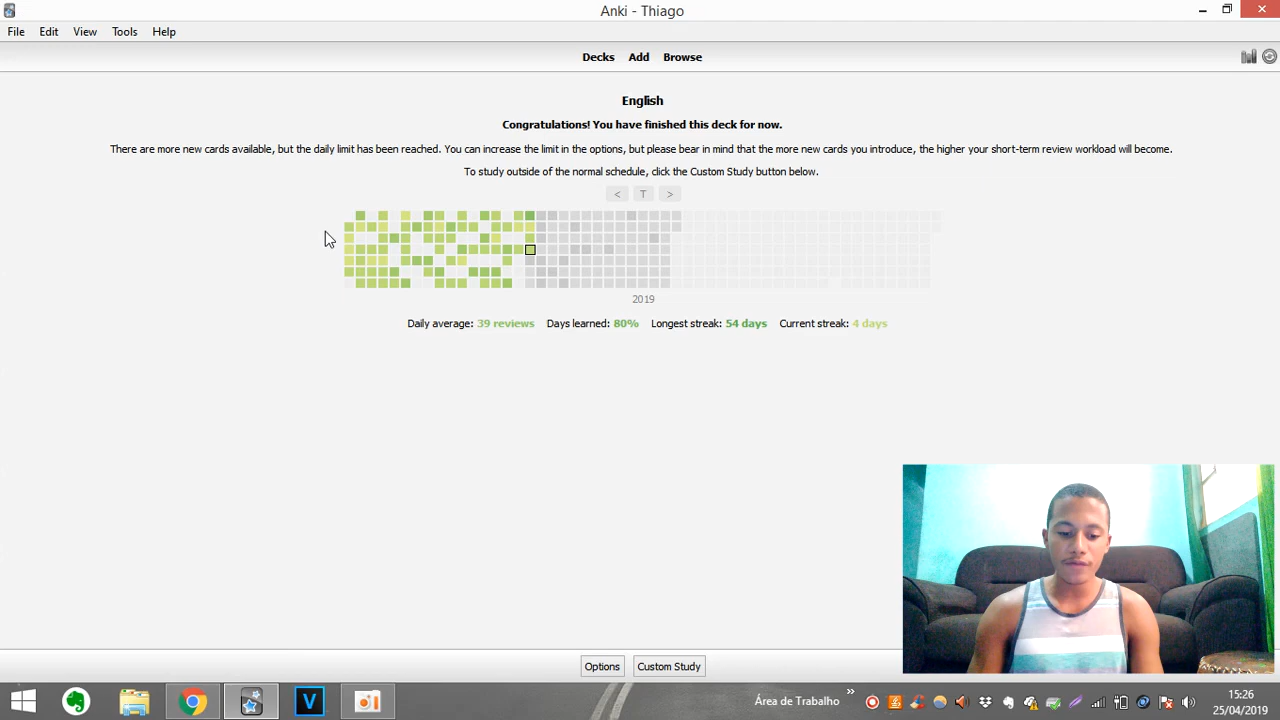 Anki - Thiago
File Edit View Tools Help
Decks Add Browse
English
Congratulations! You have finished this deck for now.
There are more new cards available, but the daily limit has been reached. You can increase the limit in the options, but please bear in mind that the more new cards you introduce, the higher your short-term review workload will become.
To study outside of the normal schedule, click the Custom Study button below.
< T >
2019
Daily average: 39 reviews Days learned: 80% Longest streak: 54 days Current streak: 4 days
Options Custom Study
V
Área de Trabalho »
15:26
25/04/2019